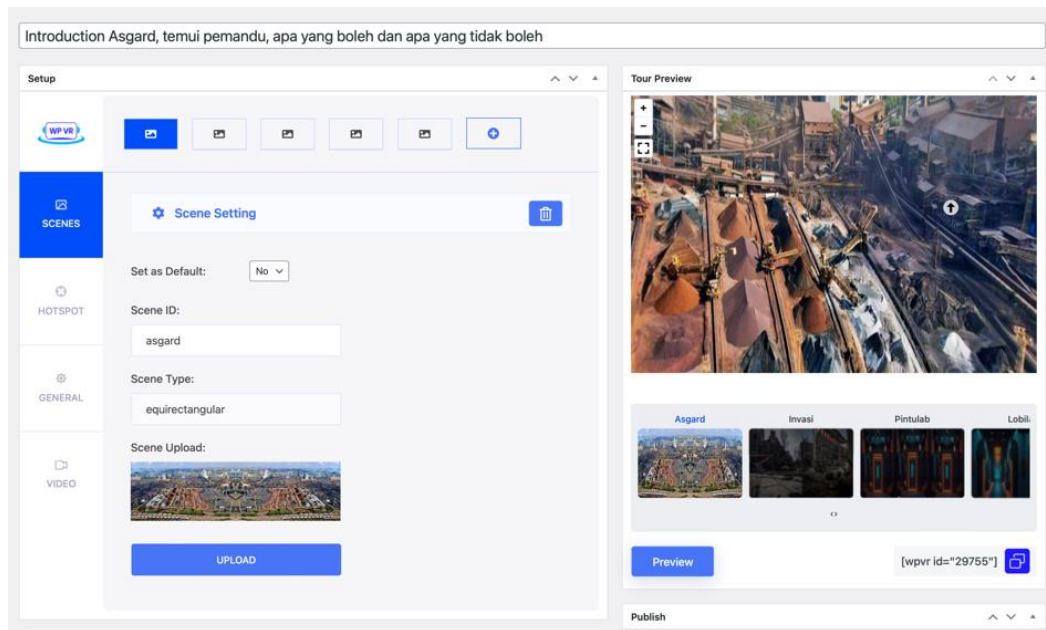 Introduction Asgard, temui pemandu, apa yang boleh dan apa yang tidak boleh
Setup
WP VR
SCENES
HOTSPOT
GENERAL
VIDEO
Scene Setting
Set as Default: No
Scene ID:
asgard
Scene Type:
equirectangular
Scene Upload:
UPLOAD
Tour Preview
+
-
Asgard Invasi Pintulab Lobil
Preview [wpvr id="29755"]
Publish